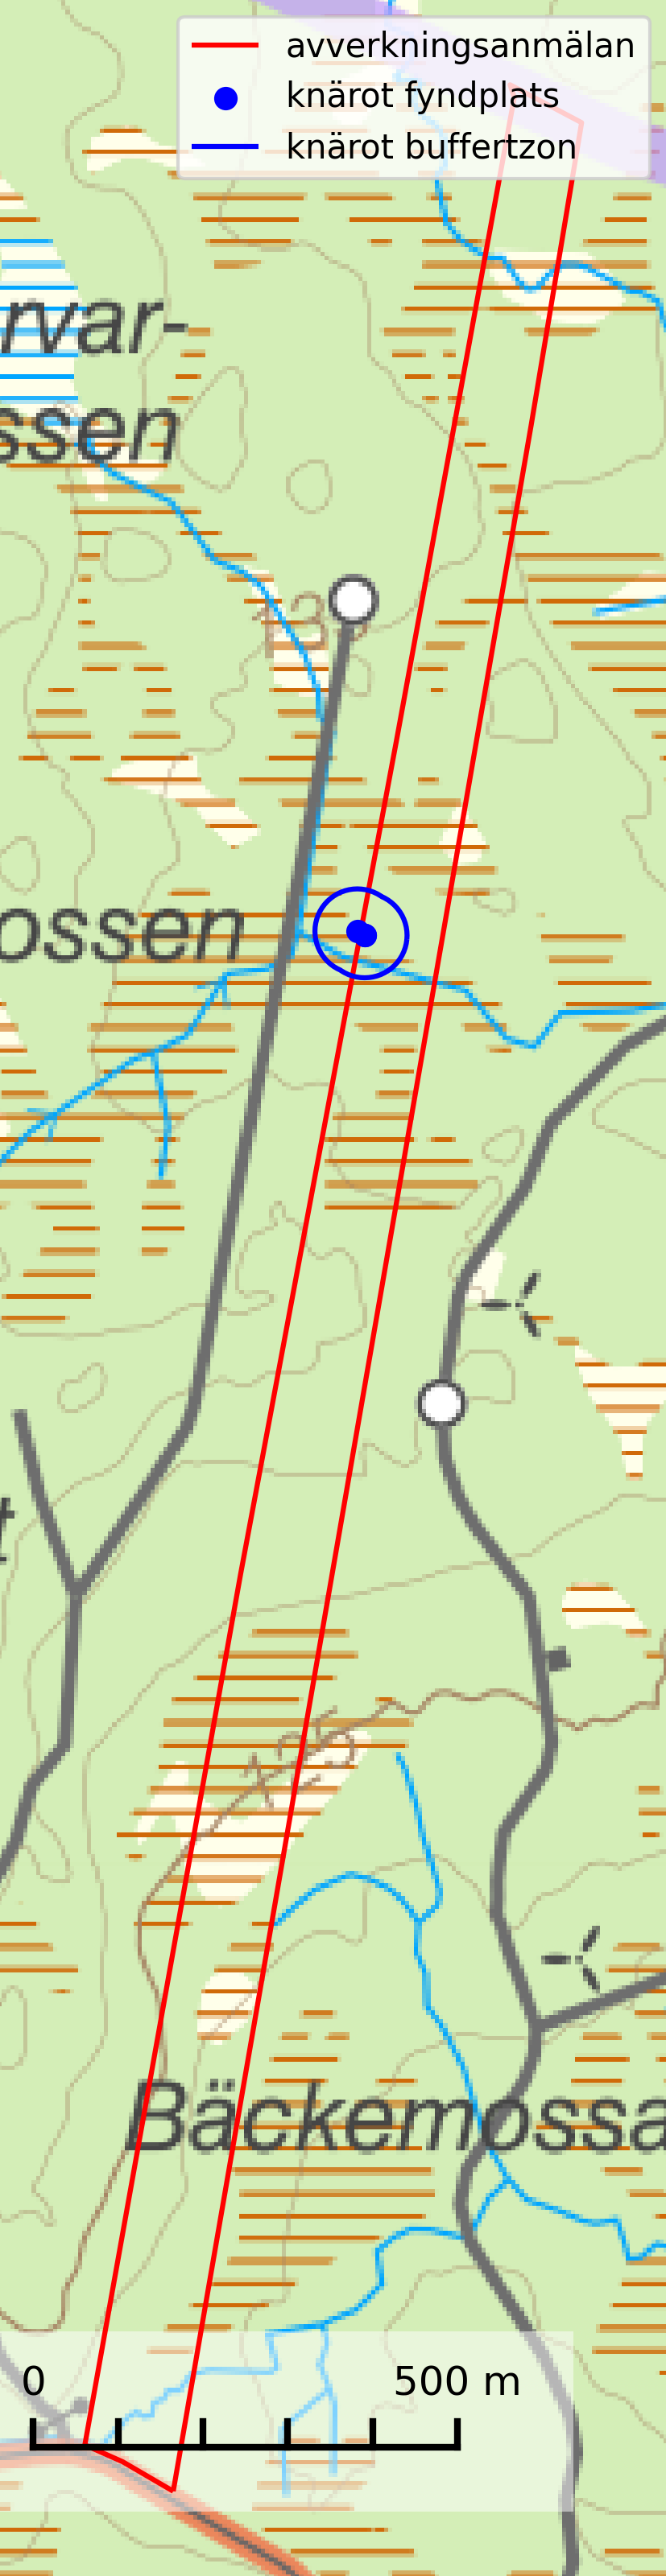 avverkningsanmälan
knärot fyndplats
knärot buffertzon
rvar-
ssen
ossen
t
Bäckemossa
0 500 m